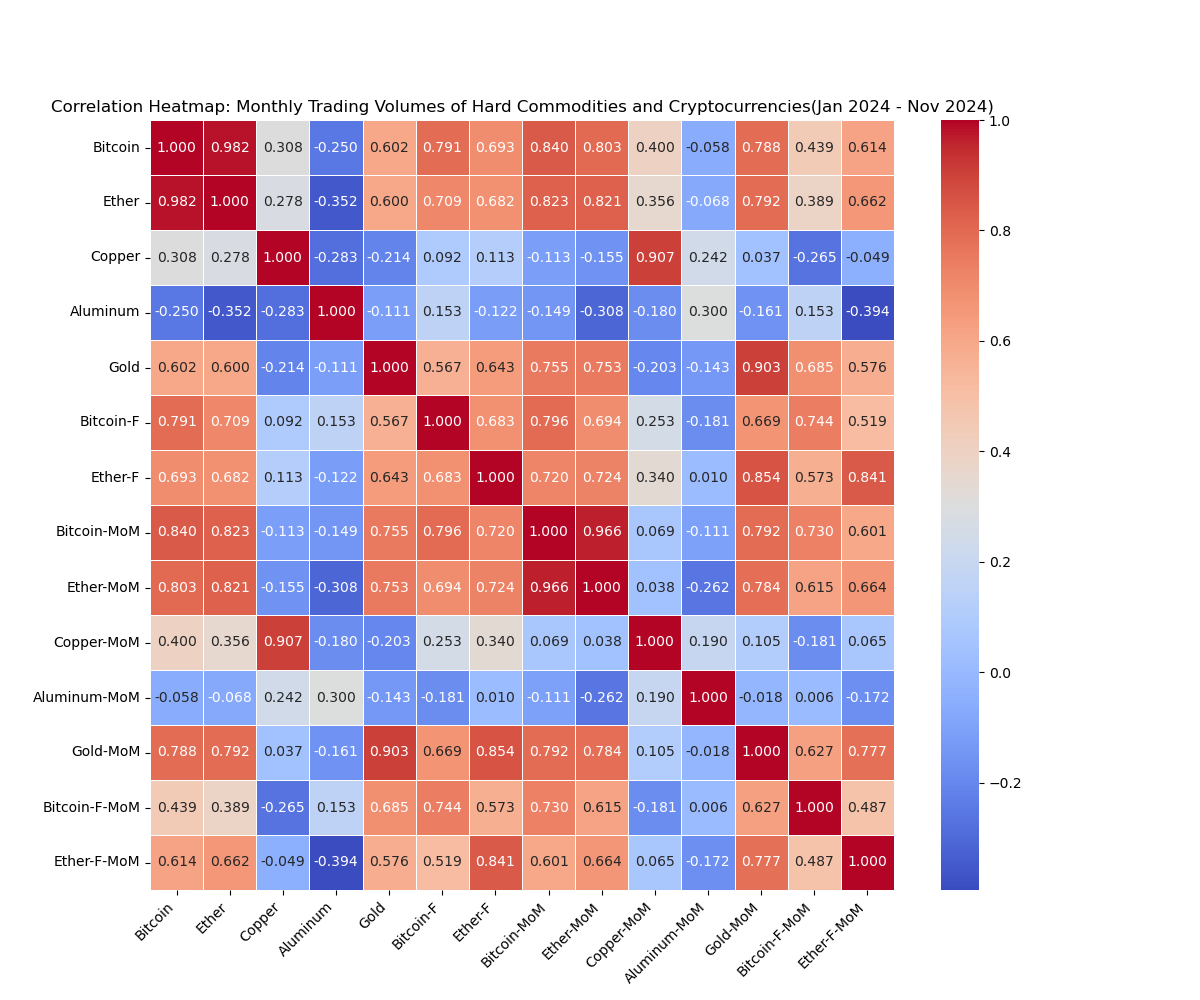 Correlation Heatmap: Monthly Trading Volumes of Hard Commodities and Cryptocurrencies(Jan 2024 - Nov 2024)
Bitcoin 1.000 0.982 0.308 -0.250 0.602 0.791 0.693 0.840 0.803 0.400 -0.058 0.788 0.439 0.614
Ether 0.982 1.000 0.278 -0.352 0.600 0.709 0.682 0.823 0.821 0.356 -0.068 0.792 0.389 0.662
Copper 0.308 0.278 1.000 -0.283 -0.214 0.092 0.113 -0.113 -0.155 0.907 0.242 0.037 -0.265 -0.049
Aluminum -0.250 -0.352 -0.283 1.000 -0.111 0.153 -0.122 -0.149 -0.308 -0.180 0.300 -0.161 0.153 -0.394
Gold 0.602 0.600 -0.214 -0.111 1.000 0.567 0.643 0.755 0.753 -0.203 -0.143 0.903 0.685 0.576
Bitcoin-F 0.791 0.709 0.092 0.153 0.567 1.000 0.683 0.796 0.694 0.253 -0.181 0.669 0.744 0.519
Ether-F 0.693 0.682 0.113 -0.122 0.643 0.683 1.000 0.720 0.724 0.340 0.010 0.854 0.573 0.841
Bitcoin-MoM 0.840 0.823 -0.113 -0.149 0.755 0.796 0.720 1.000 0.966 0.069 -0.111 0.792 0.730 0.601
Ether-MoM 0.803 0.821 -0.155 -0.308 0.753 0.694 0.724 0.966 1.000 0.038 -0.262 0.784 0.615 0.664
Copper-MoM 0.400 0.356 0.907 -0.180 -0.203 0.253 0.340 0.069 0.038 1.000 0.190 0.105 -0.181 0.065
Aluminum-MoM -0.058 -0.068 0.242 0.300 -0.143 -0.181 0.010 -0.111 -0.262 0.190 1.000 -0.018 0.006 -0.172
Gold-MoM 0.788 0.792 0.037 -0.161 0.903 0.669 0.854 0.792 0.784 0.105 -0.018 1.000 0.627 0.777
Bitcoin-F-MoM 0.439 0.389 -0.265 0.153 0.685 0.744 0.573 0.730 0.615 -0.181 0.006 0.627 1.000 0.487
Ether-F-MoM 0.614 0.662 -0.049 -0.394 0.576 0.519 0.841 0.601 0.664 0.065 -0.172 0.777 0.487 1.000
Bitcoin Ether Copper Aluminum Gold Bitcoin-F Ether-F Bitcoin-MoM Ether-MoM Copper-MoM Aluminum-MoM Gold-MoM Bitcoin-F-MoM Ether-F-MoM
1.0
0.8
0.6
0.4
0.2
0.0
−0.2